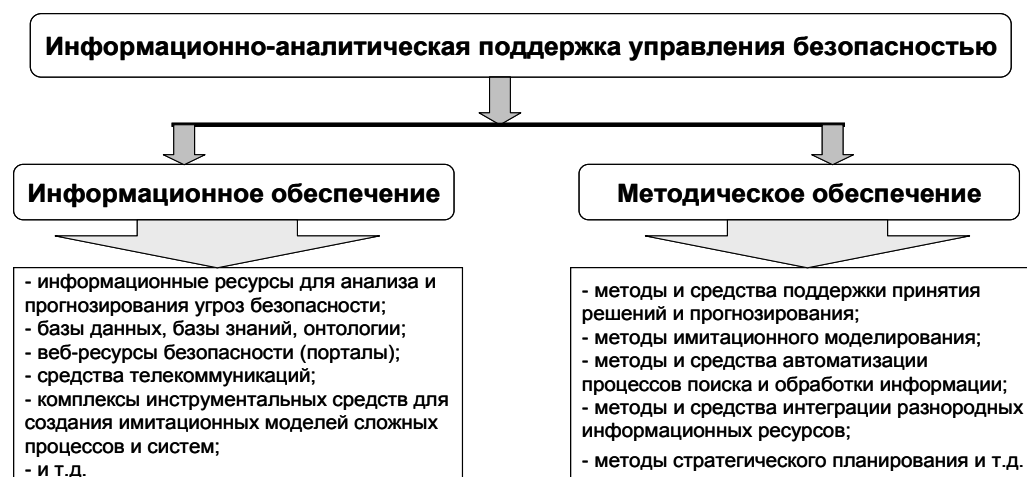 Информационно-аналитическая поддержка управления безопасностью
Информационное обеспечение
- информационные ресурсы для анализа и
прогнозирования угроз безопасности;
- базы данных, базы знаний, онтологии;
- веб-ресурсы безопасности (порталы);
- средства телекоммуникаций;
- комплексы инструментальных средств для
создания имитационных моделей сложных
процессов и систем;
- и т.д.
Методическое обеспечение
- методы и средства поддержки принятия
решений и прогнозирования;
- методы имитационного моделирования;
- методы и средства автоматизации
процессов поиска и обработки информации;
- методы и средства интеграции разнородных
информационных ресурсов;
- методы стратегического планирования и т.д.